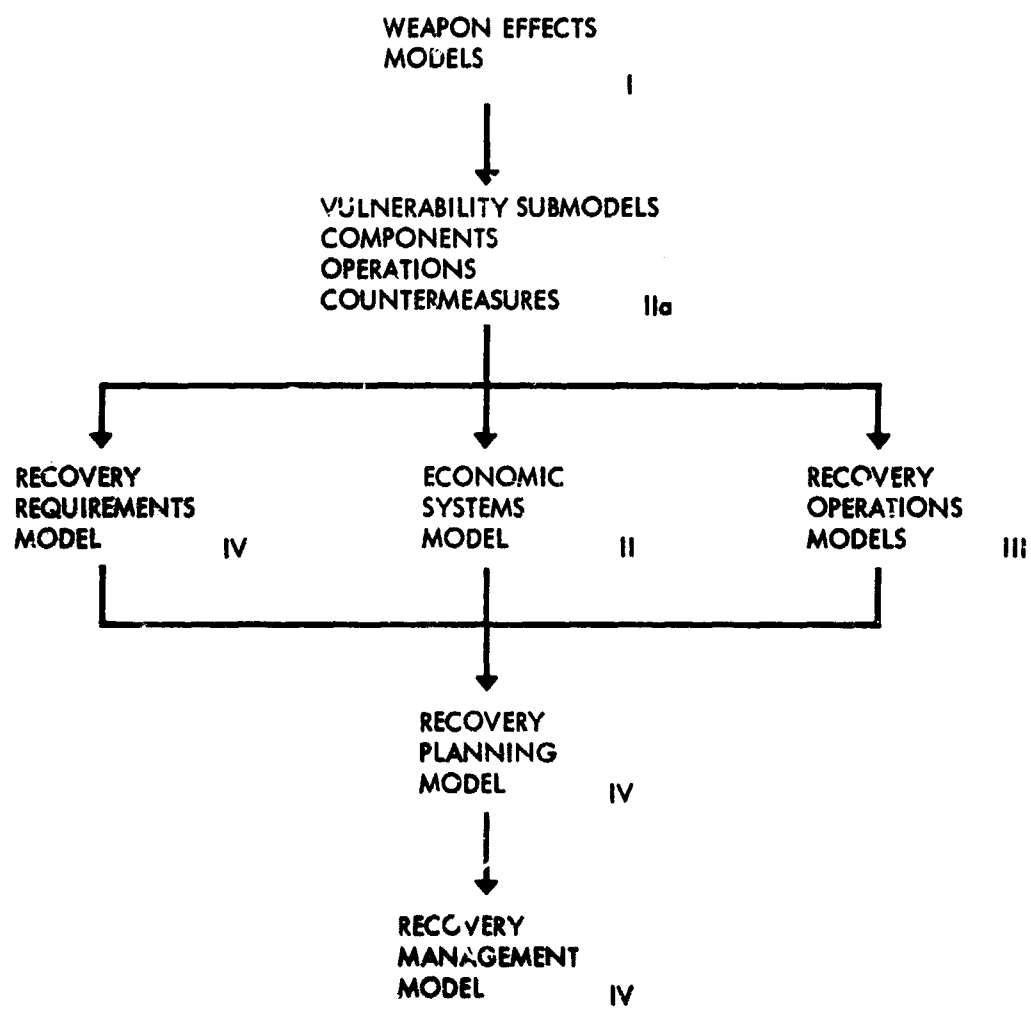 WEAPON EFFECTS
MODELS
I
VULNERABILITY SUBMODELS
COMPONENTS
OPERATIONS
COUNTERMEASURES
IIa
RECOVERY
REQUIREMENTS
MODEL
IV
ECONOMIC
SYSTEMS
MODEL
II
RECOVERY
OPERATIONS
MODELS
III
RECOVERY
PLANNING
MODEL
IV
RECOVERY
MANAGEMENT
MODEL
IV